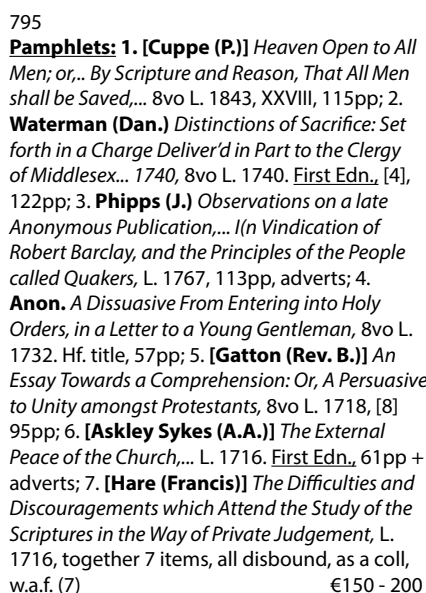 795
Pamphlets: 1. [Cuppe (P.)] Heaven Open to All
Men; or,.. By Scripture and Reason, That All Men
shall be Saved,... 8vo L. 1843, XXVIII, 115pp; 2.
Waterman (Dan.) Distinctions of Sacrifice: Set
forth in a Charge Deliver'd in Part to the Clergy
of Middlesex... 1740, 8vo L. 1740. First Edn., [4],
122pp; 3. Phipps (J.) Observations on a late
Anonymous Publication,... I(n Vindication of
Robert Barclay, and the Principles of the People
called Quakers, L. 1767, 113pp, adverts; 4.
Anon. A Dissuasive From Entering into Holy
Orders, in a Letter to a Young Gentleman, 8vo L.
1732. Hf. title, 57pp; 5. [Gatton (Rev. B.)] An
Essay Towards a Comprehension: Or, A Persuasive
to Unity amongst Protestants, 8vo L. 1718, [8]
95pp; 6. [Askley Sykes (A.A.)] The External
Peace of the Church,... L. 1716. First Edn., 61pp +
adverts; 7. [Hare (Francis)] The Difficulties and
Discouragements which Attend the Study of the
Scriptures in the Way of Private Judgement, L.
1716, together 7 items, all disbound, as a coll,
w.a.f. (7) €150 - 200